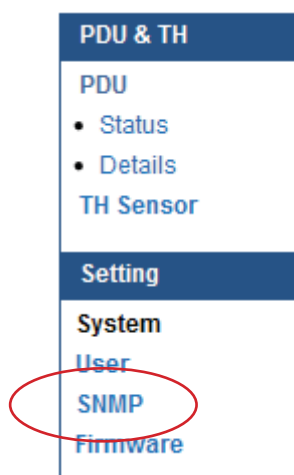 PDU & TH
PDU
• Status
• Details
TH Sensor
Setting
System
User
SNMP
Firmware